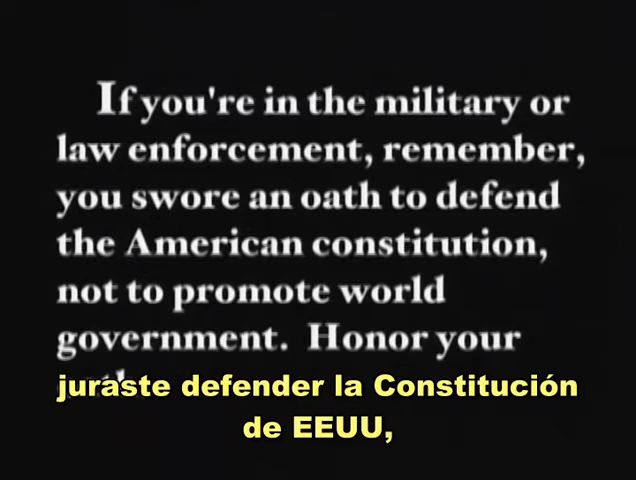 If you're in the military or
law enforcement, remember,
you swore an oath to defend
the American constitution,
not to promote world
government.  Honor your
juraste defender la Constitución
de EEUU,